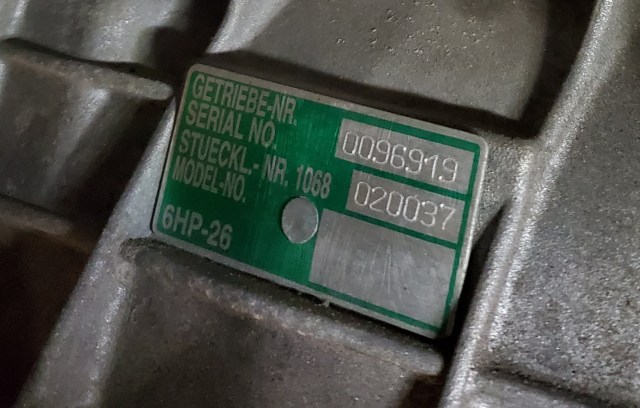 GETRIEBE-NR.
SERIAL NO. 0096919
STUECKL.- NR. 1068 020037
MODEL-NO.
6HP-26